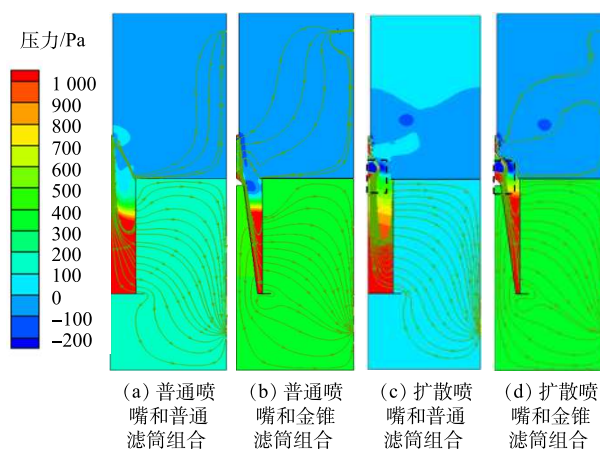 压力/Pa
1 000
900
800
700
600
500
400
300
200
100
0
−100
−200
(a) 普通喷
嘴和普通
滤筒组合
(b) 普通喷
嘴和金锥
滤筒组合
(c) 扩散喷
嘴和普通
滤筒组合
(d) 扩散喷
嘴和金锥
滤筒组合